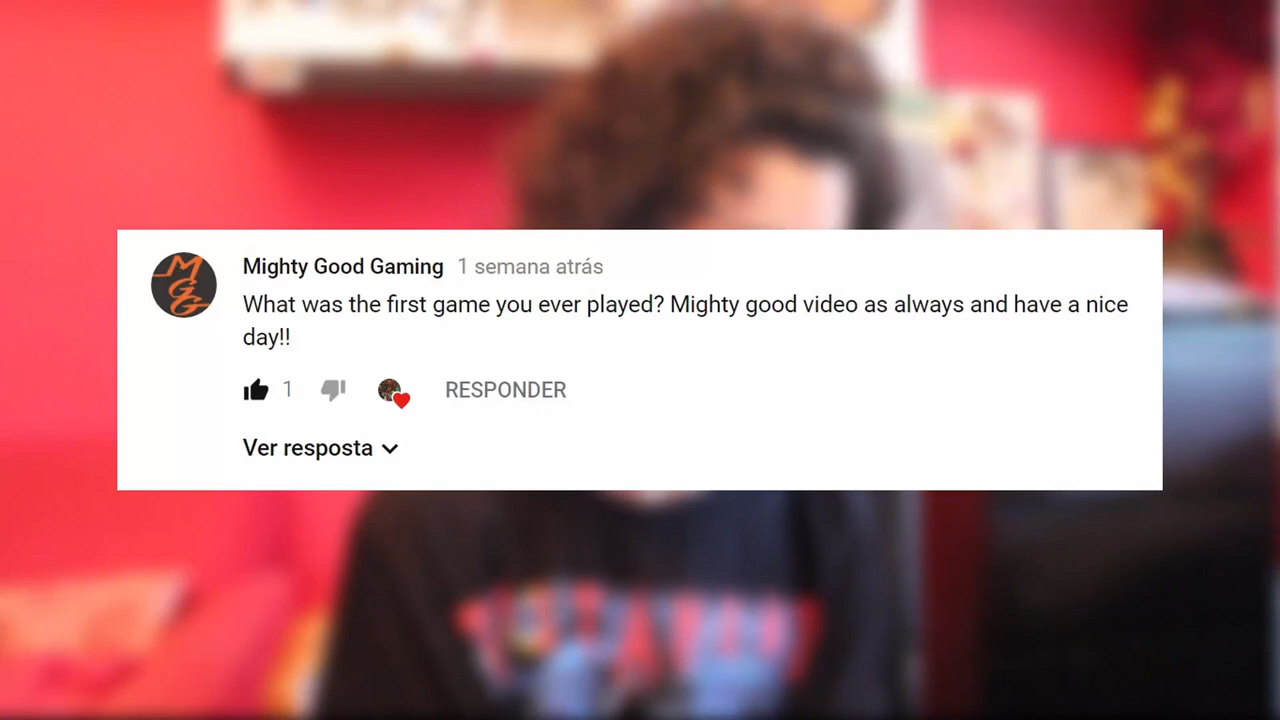 MGG
Mighty Good Gaming 1 semana atrás
What was the first game you ever played? Mighty good video as always and have a nice
day!!
1 RESPONDER
Ver resposta